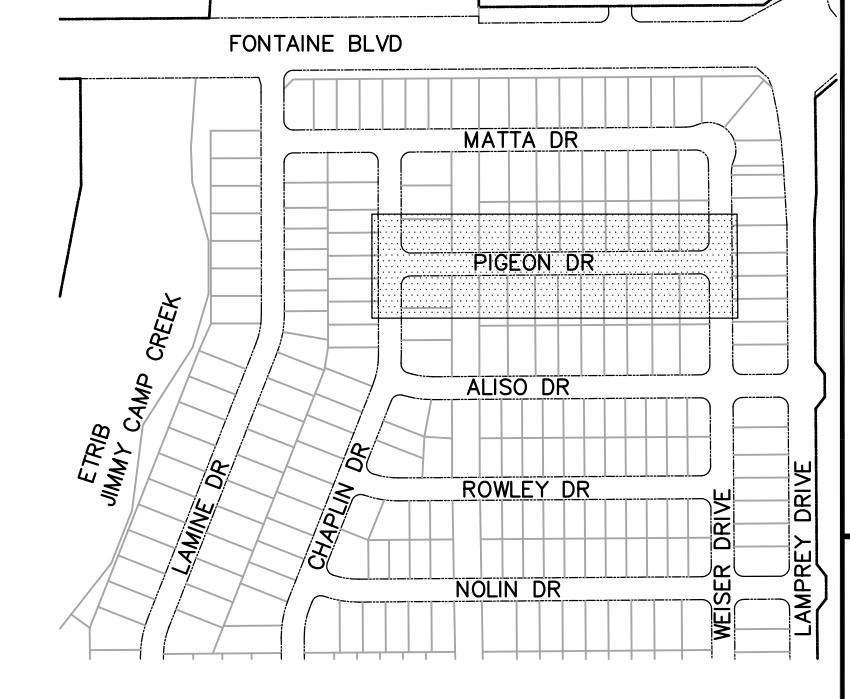 FONTAINE BLVD
MATTA DR
PIGEON DR
ETRIB
JIMMY CAMP CREEK
ALISO DR
LAMINE DR
CHAPLIN DR
ROWLEY DR
WEISER DRIVE
LAMPREY DRIVE
NOLIN DR